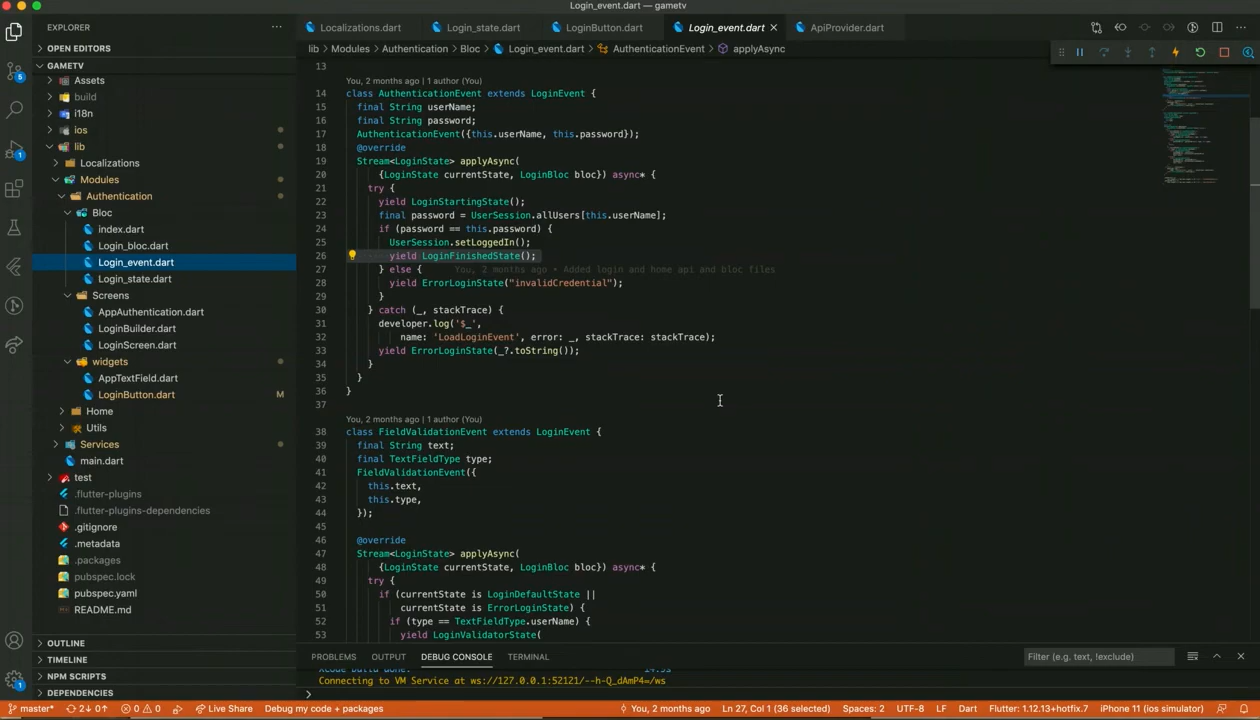 Login_event.dart — gametv
EXPLORER
OPEN EDITORS
GAMETV
Assets
build
i18n
ios
lib
Localizations
Modules
Authentication
Bloc
index.dart
Login_bloc.dart
Login_event.dart
Login_state.dart
Screens
AppAuthentication.dart
LoginBuilder.dart
LoginScreen.dart
widgets
AppTextField.dart
LoginButton.dart M
Home
Utils
Services
main.dart
test
.flutter-plugins
.flutter-plugins-dependencies
.gitignore
.metadata
.packages
pubspec.lock
pubspec.yaml
README.md
OUTLINE
TIMELINE
NPM SCRIPTS
DEPENDENCIES
5
1
1
Localizations.dart Login_state.dart LoginButton.dart Login_event.dart ApiProvider.dart
lib > Modules > Authentication > Bloc > Login_event.dart > AuthenticationEvent > applyAsync
13
You, 2 months ago | 1 author (You)
14 class AuthenticationEvent extends LoginEvent {
15 final String userName;
16 final String password;
17 AuthenticationEvent({this.userName, this.password});
18 @override
19 Stream<LoginState> applyAsync(
20 {LoginState currentState, LoginBloc bloc}) async* {
21 try {
22 yield LoginStartingState();
23 final password = UserSession.allUsers[this.userName];
24 if (password == this.password) {
25 UserSession.setLoggedIn();
26 yield LoginFinishedState();
27 } else { You, 2 months ago • Added login and home api and bloc files
28 yield ErrorLoginState("invalidCredential");
29 }
30 } catch (_, stackTrace) {
31 developer.log('$_',
32 name: 'LoadLoginEvent', error: _, stackTrace: stackTrace);
33 yield ErrorLoginState(_?.toString());
34 }
35 }
36 }
37
You, 2 months ago | 1 author (You)
38 class FieldValidationEvent extends LoginEvent {
39 final String text;
40 final TextFieldType type;
41 FieldValidationEvent({
42 this.text,
43 this.type,
44 });
45
46 @override
47 Stream<LoginState> applyAsync(
48 {LoginState currentState, LoginBloc bloc}) async* {
49 try {
50 if (currentState is LoginDefaultState ||
51 currentState is ErrorLoginState) {
52 if (type == TextFieldType.userName) {
53 yield LoginValidatorState(
PROBLEMS OUTPUT DEBUG CONSOLE TERMINAL Filter (e.g. text, !exclude)
Xcode build done. 14.9s
Connecting to VM Service at ws://127.0.0.1:52121/--h-Q_dAmP4=/ws
master* 2↓ 0↑ 0 0 Live Share Debug my code + packages You, 2 months ago Ln 27, Col 1 (36 selected) Spaces: 2 UTF-8 LF Dart Flutter: 1.12.13+hotfix.7 iPhone 11 (ios simulator)